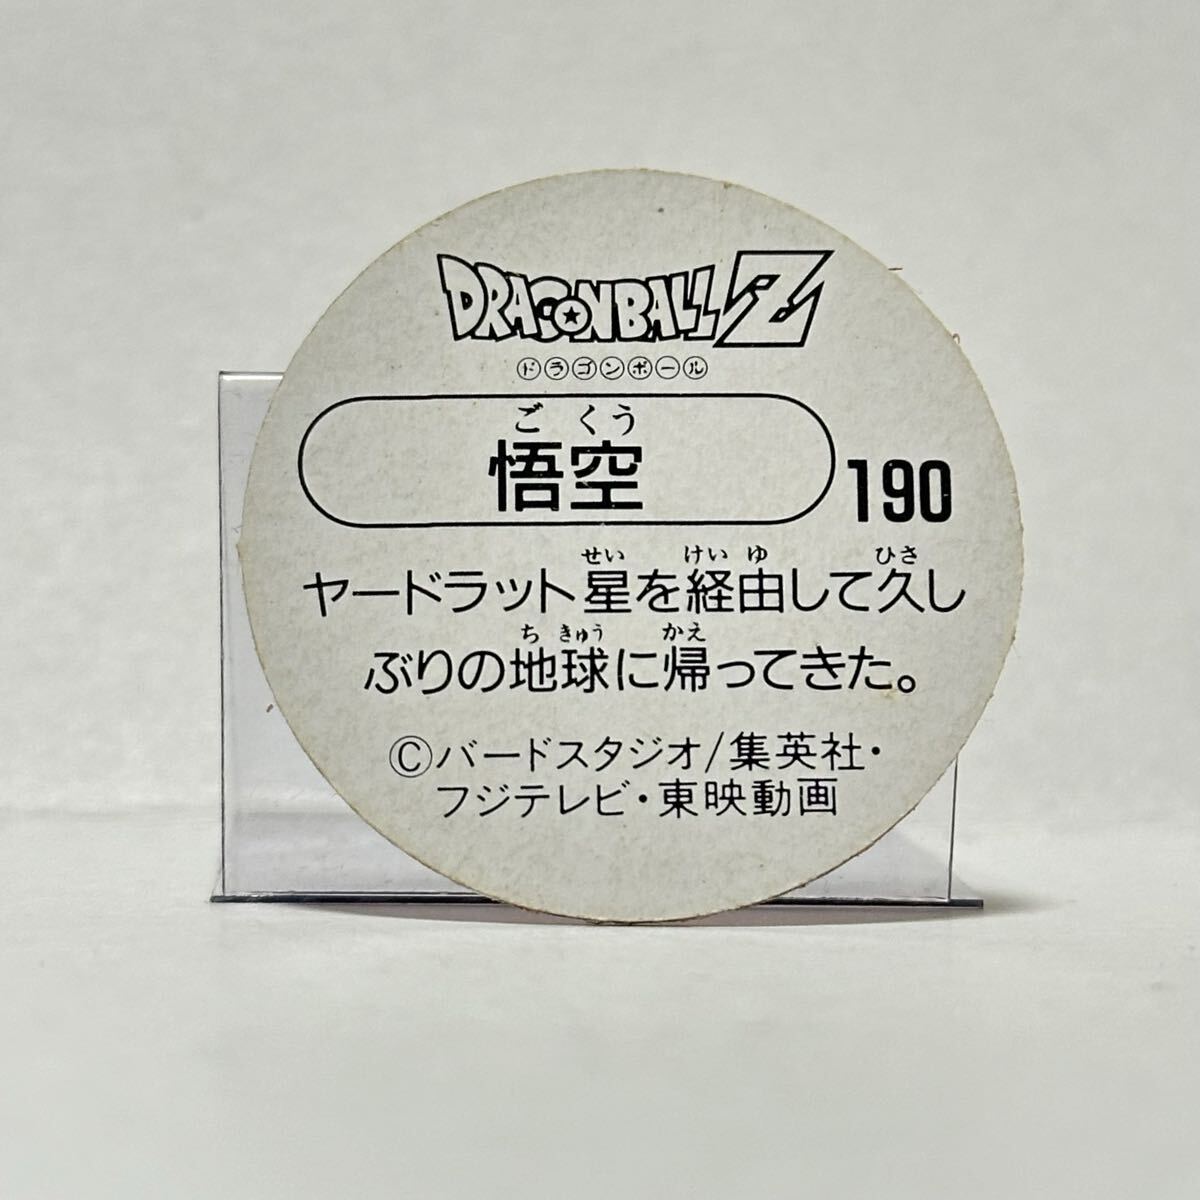 DRAGONBALL Z
ドラゴンボール
ごくう
悟空
190
せい けいゆ ひさ
ヤードラット星を経由して久し
ちきゅう かえ
ぶりの地球に帰ってきた。
©バードスタジオ/集英社・
フジテレビ・東映動画